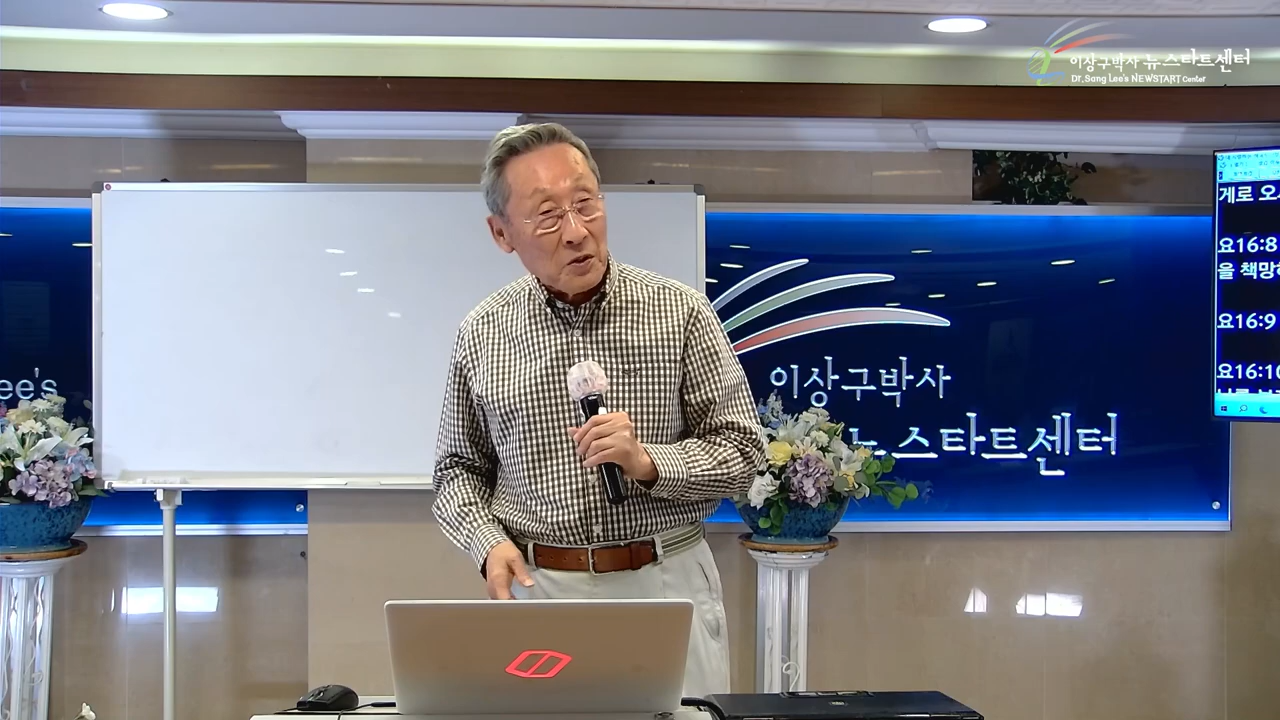 이상구박사 뉴스타트센터
Dr.Sang Lee's NEWSTART Center
게로 오
요16:8
을 책망
요16:9
요16:10
ee's
이상구박사
뉴스타트센터